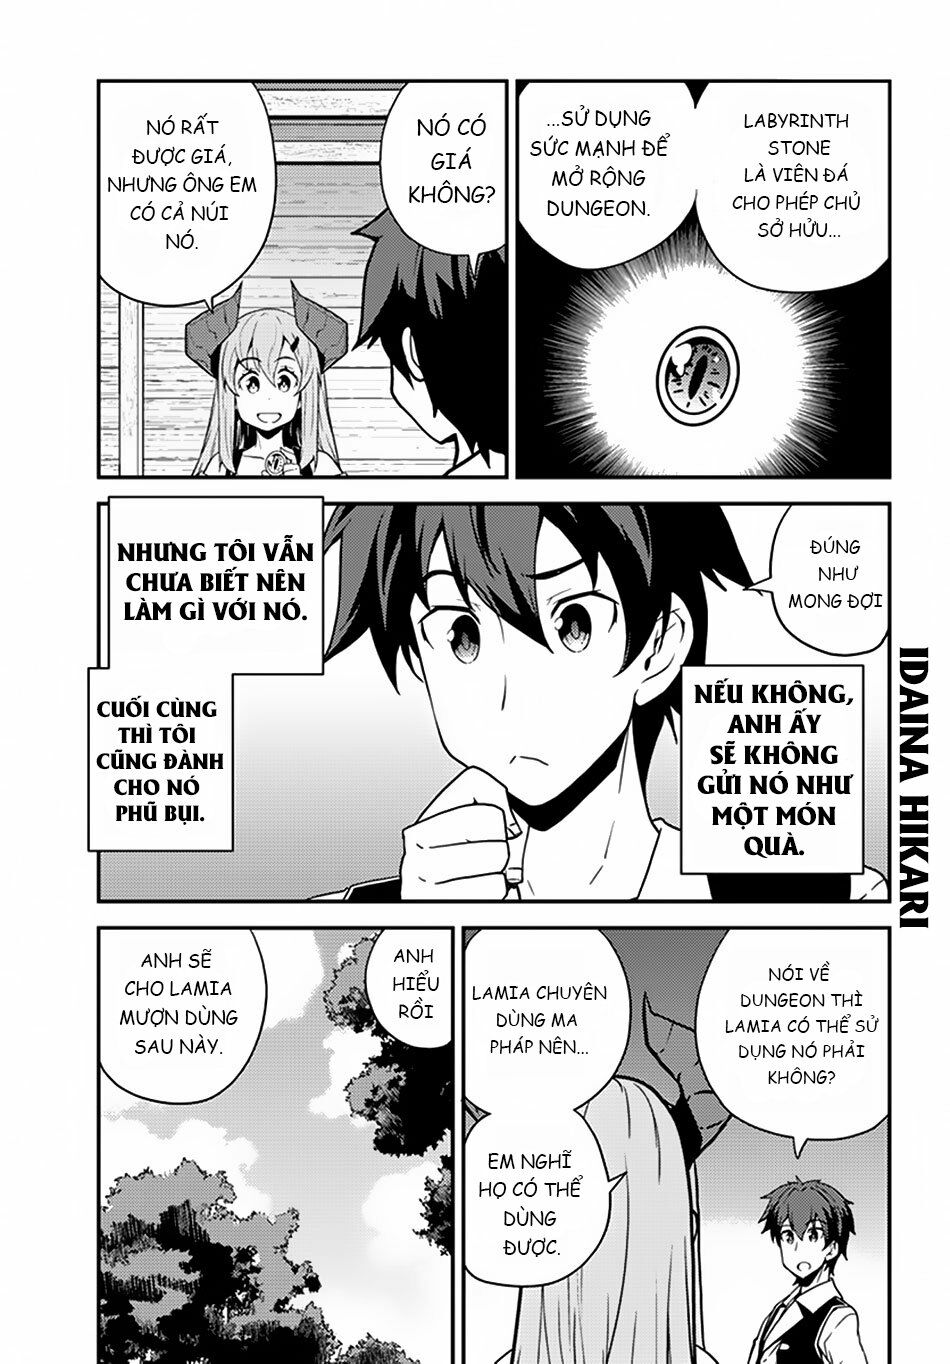 LABYRINTH
STONE
LÀ VIÊN ĐÁ
CHO PHÉP CHỦ
SỞ HỮU...
...SỬ DỤNG
SỨC MẠNH ĐỂ
MỞ RỘNG
DUNGEON.
NÓ CÓ
GIÁ
KHÔNG?
NÓ RẤT
ĐƯỢC GIÁ,
NHƯNG ÔNG EM
CÓ CẢ NÚI
NÓ.
ĐÚNG
NHƯ
MONG ĐỢI
NẾU KHÔNG,
ANH ẤY
SẼ KHÔNG
GỬI NÓ NHƯ
MỘT MÓN
QUÀ.
NHƯNG TÔI VẪN
CHƯA BIẾT NÊN
LÀM GÌ VỚI NÓ.
CUỐI CÙNG
THÌ TÔI
CŨNG ĐÀNH
CHO NÓ
PHŨ BỤI.
IDAINA HIKARI
NÓI VỀ
DUNGEON THÌ
LAMIA CÓ THỂ SỬ
DỤNG NÓ PHẢI
KHÔNG?
LAMIA CHUYÊN
DÙNG MA
PHÁP NÊN...
EM NGHĨ
HỌ CÓ THỂ
DÙNG
ĐƯỢC.
ANH
HIỂU
RỒI
ANH SẼ
CHO LAMIA
MƯỢN DÙNG
SAU NÀY.